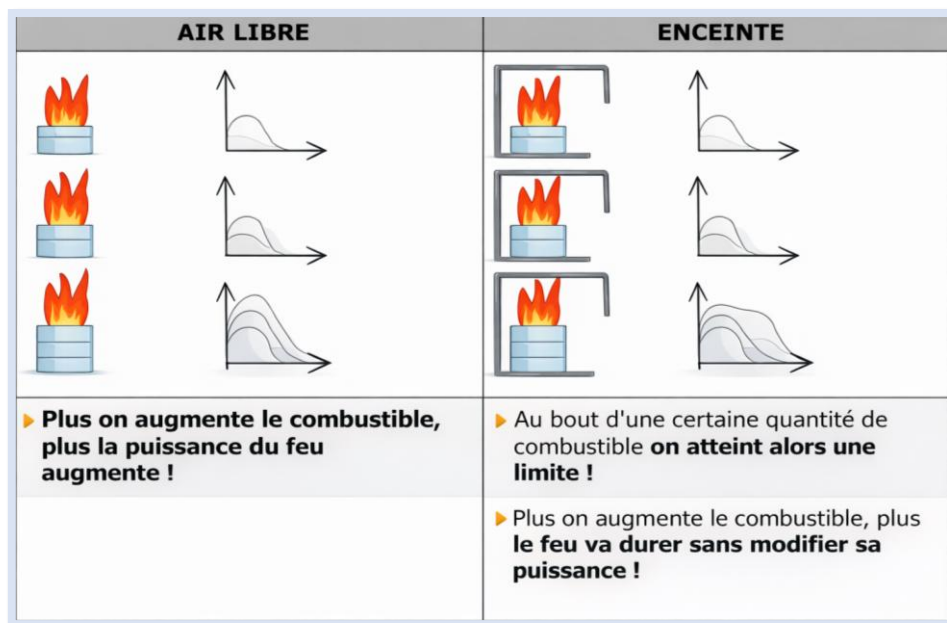 AIR LIBRE
ENCEINTE
Plus on augmente le combustible,
plus la puissance du feu
augmente !
Au bout d'une certaine quantité de
combustible on atteint alors une
limite !
Plus on augmente le combustible, plus
le feu va durer sans modifier sa
puissance !